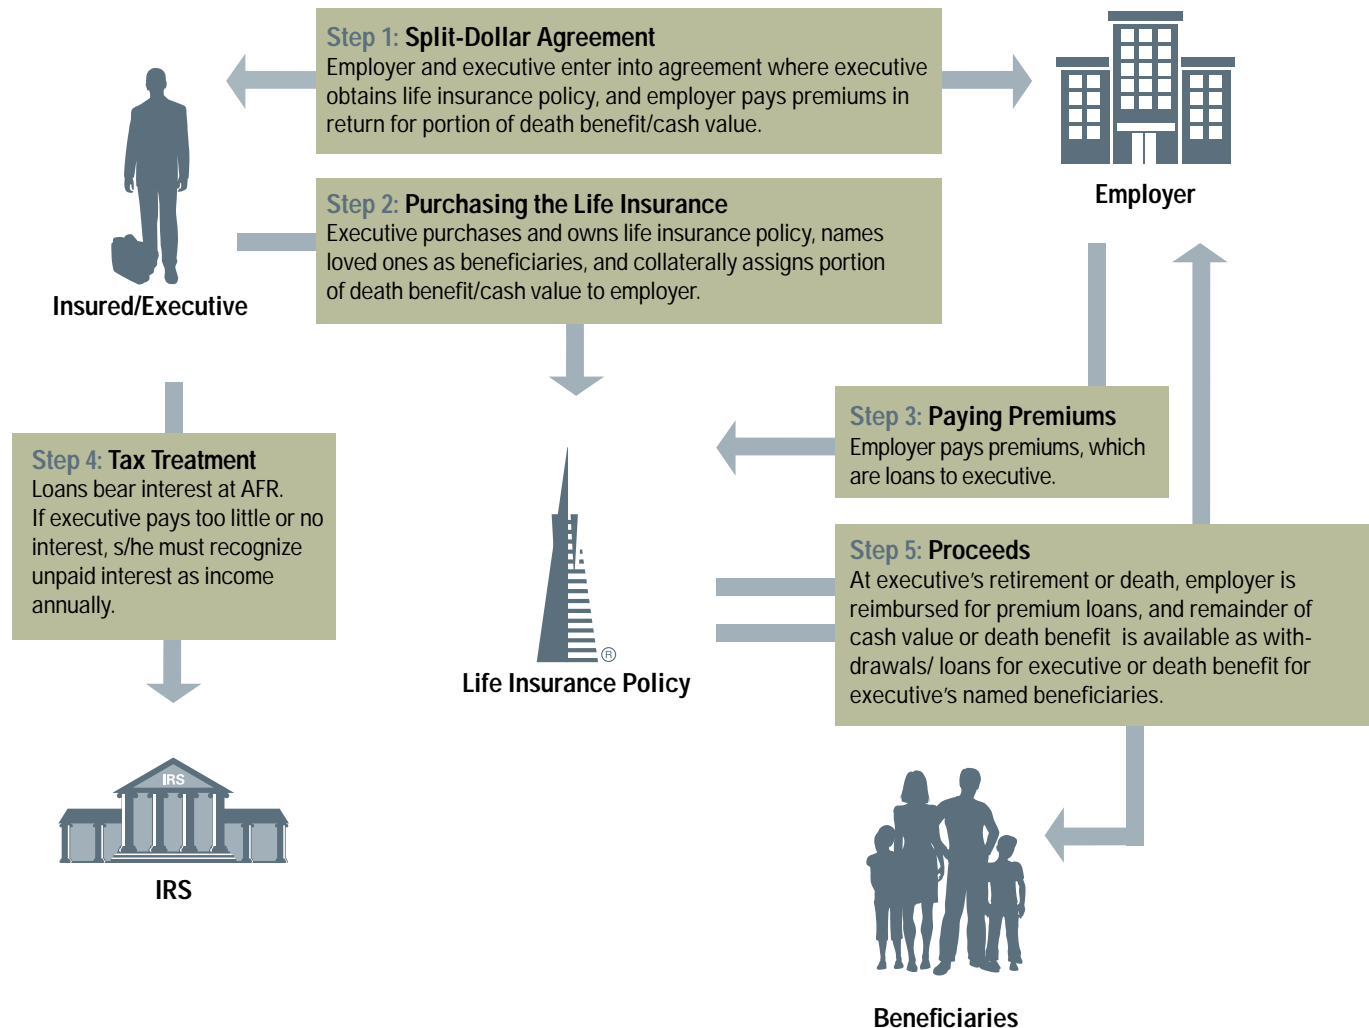 Step 1: Split-Dollar Agreement
Employer and executive enter into agreement where executive
obtains life insurance policy, and employer pays premiums in
return for portion of death benefit/cash value.
Employer
Step 2: Purchasing the Life Insurance
Executive purchases and owns life insurance policy, names
loved ones as beneficiaries, and collaterally assigns portion
of death benefit/cash value to employer.
Insured/Executive
Step 3: Paying Premiums
Employer pays premiums, which
are loans to executive.
Step 4: Tax Treatment
Loans bear interest at AFR.
If executive pays too little or no
interest, s/he must recognize
unpaid interest as income
annually.
Step 5: Proceeds
At executive’s retirement or death, employer is
reimbursed for premium loans, and remainder of
cash value or death benefit  is available as with-
drawals/ loans for executive or death benefit for
executive’s named beneficiaries.
®
Life Insurance Policy
IRS
IRS
Beneficiaries